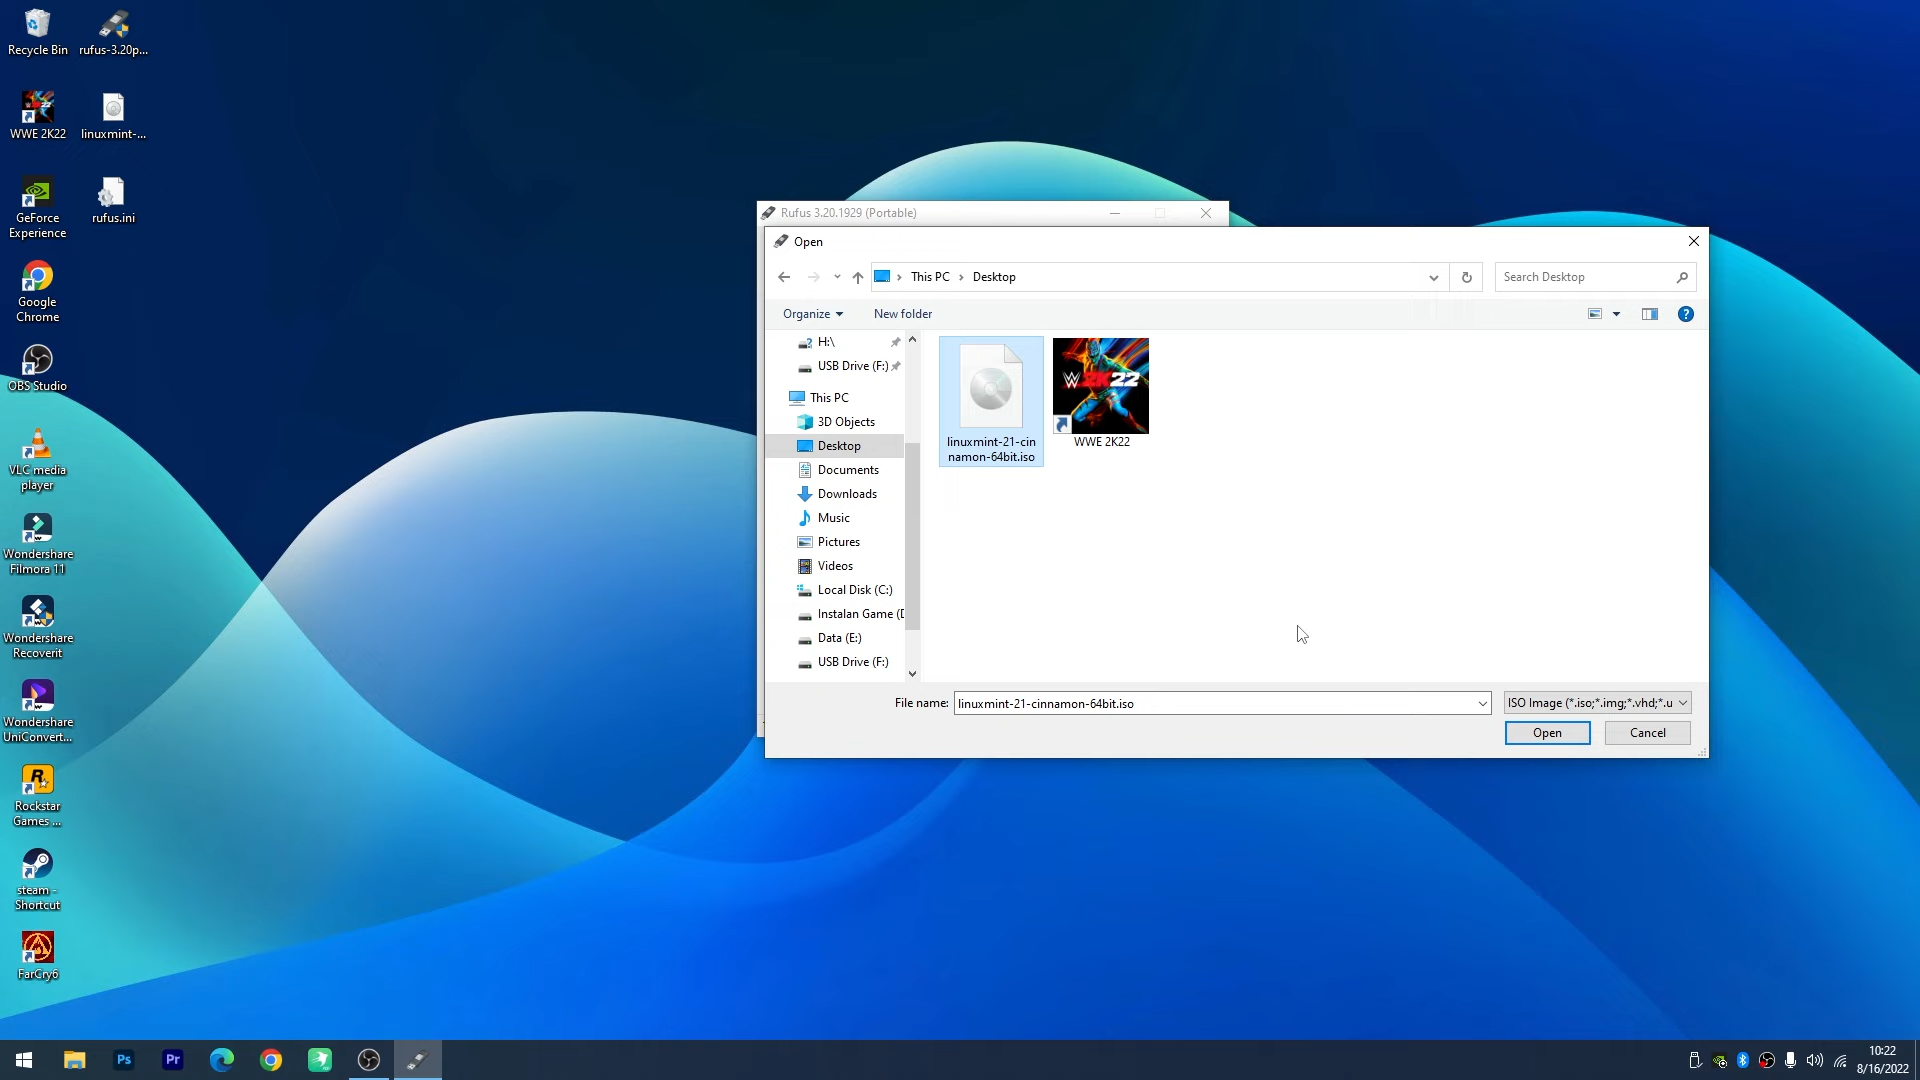 Recycle Bin
rufus-3.20p...
WWE 2K22
linuxmint-...
GeForce
Experience
rufus.ini
Google
Chrome
OBS Studio
VLC media
player
Wondershare
Filmora 11
Wondershare
Recoverit
Wondershare
UniConvert...
Rockstar
Games ...
steam -
Shortcut
FarCry6
Rufus 3.20.1929 (Portable)
Open
This PC
Desktop
Search Desktop
Organize
New folder
H:\
USB Drive (F:)
This PC
3D Objects
Desktop
Documents
Downloads
Music
Pictures
Videos
Local Disk (C:)
Instalan Game (D
Data (E:)
USB Drive (F:)
linuxmint-21-cin
namon-64bit.iso
W 2K22
WWE 2K22
File name:
linuxmint-21-cinnamon-64bit.iso
ISO Image (*.iso;*.img;*.vhd;*.u
Open
Cancel
Ps
Pr
10:22
8/16/2022